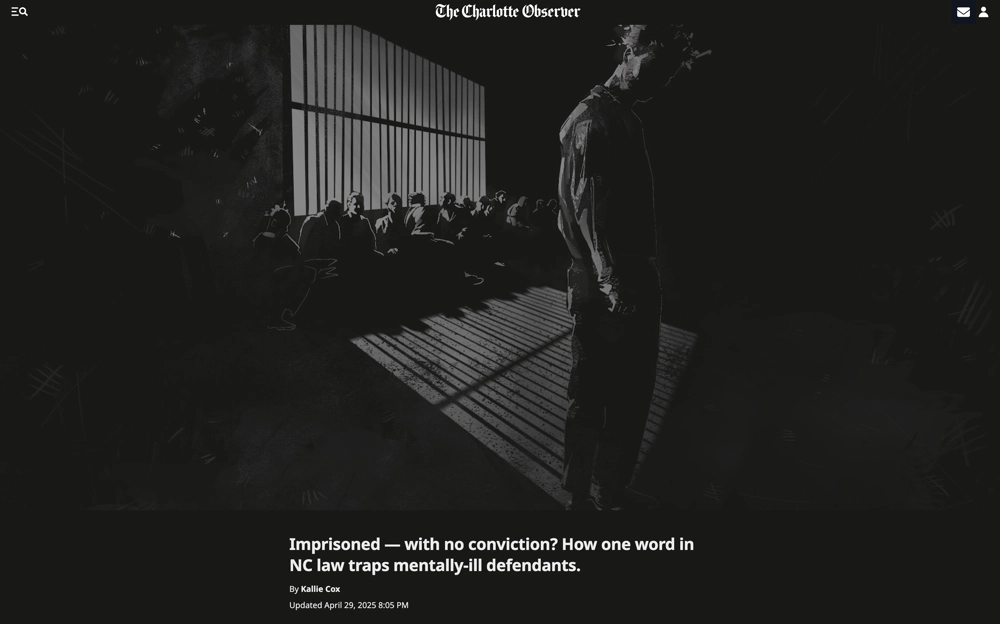 The Charlotte Observer
Imprisoned — with no conviction? How one word in
NC law traps mentally-ill defendants.
By Kallie Cox
Updated April 29, 2025 8:05 PM